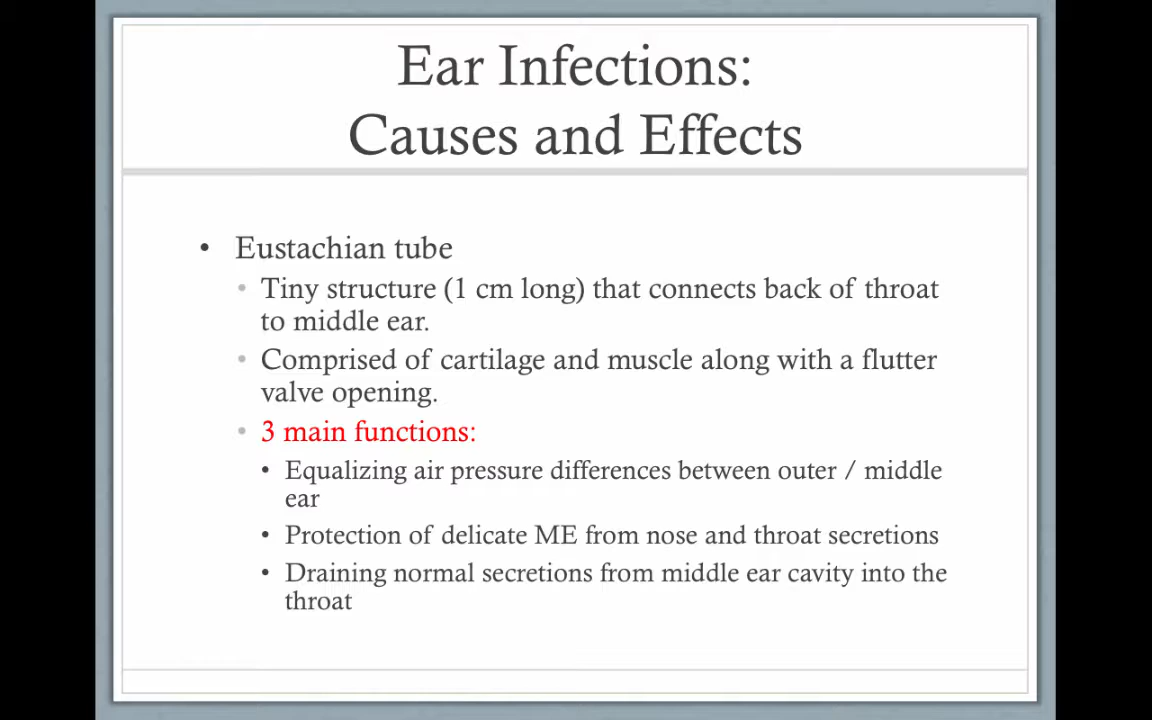 Ear Infections:
Causes and Effects
• Eustachian tube
• Tiny structure (1 cm long) that connects back of throat
to middle ear.
• Comprised of cartilage and muscle along with a flutter
valve opening.
• 3 main functions:
• Equalizing air pressure differences between outer / middle
ear
• Protection of delicate ME from nose and throat secretions
• Draining normal secretions from middle ear cavity into the
throat